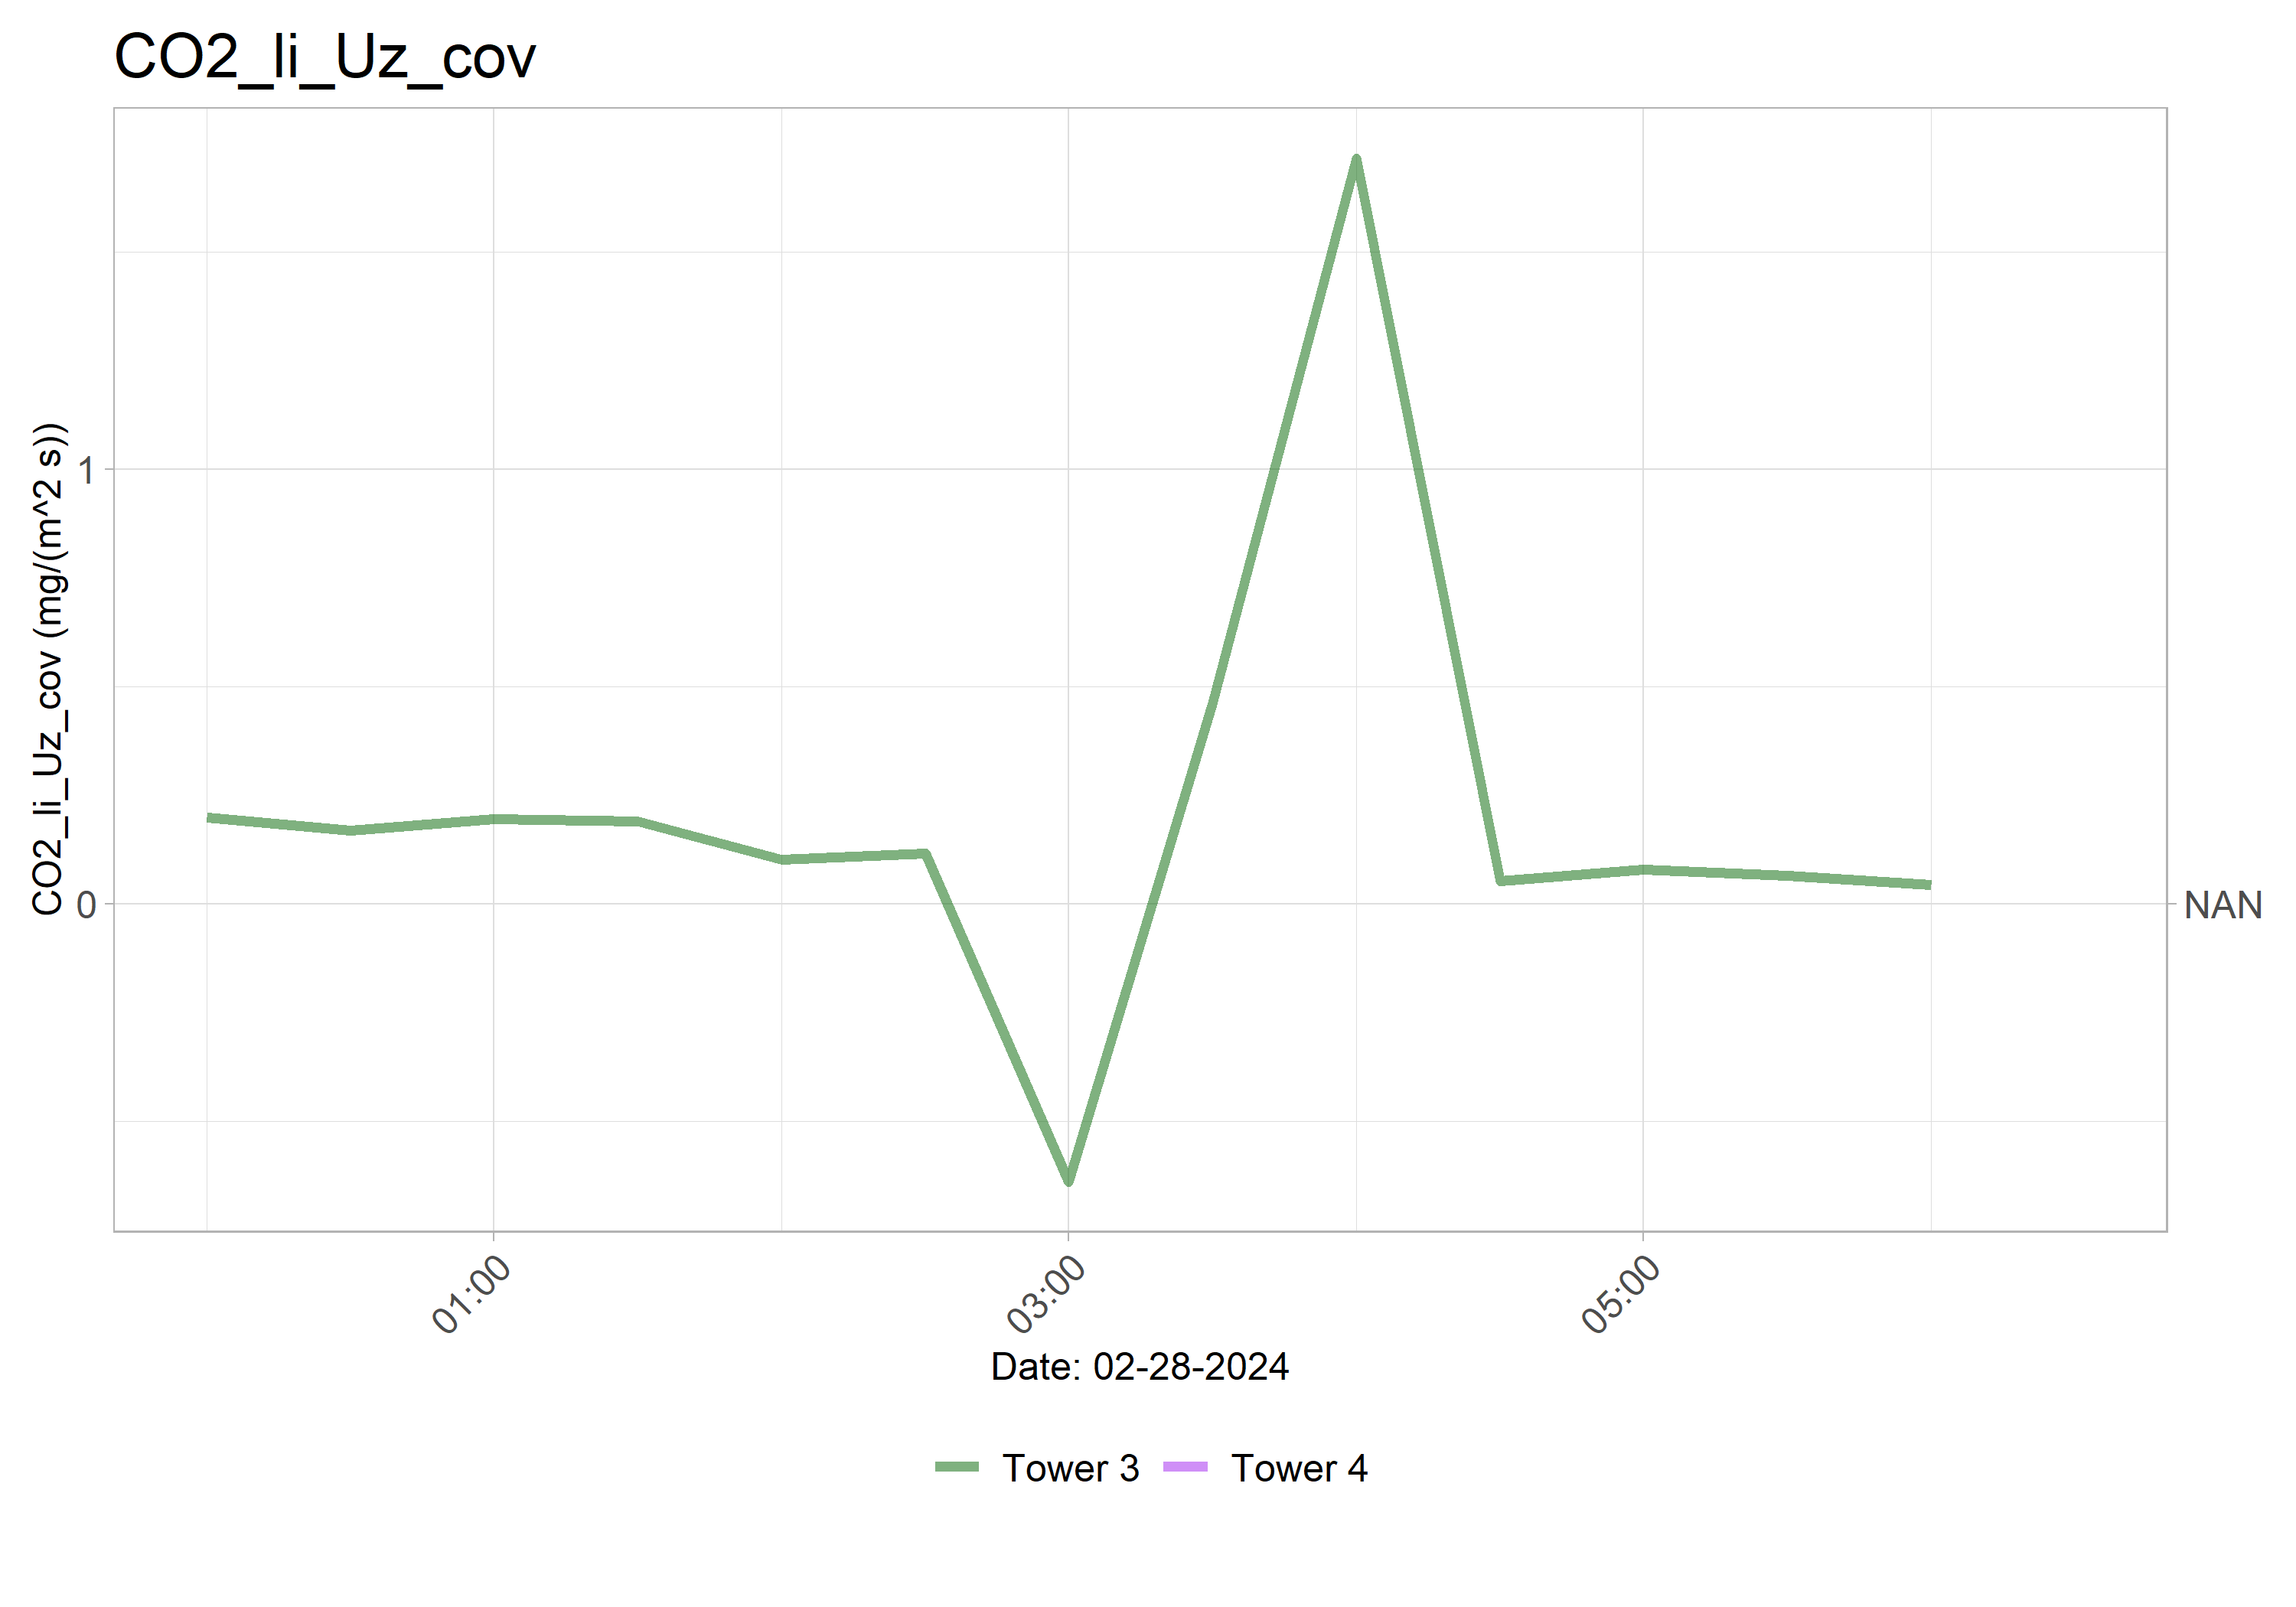 CO2_li_Uz_cov
CO2_li_Uz_cov (mg/(m^2 s))
1
0
NAN
01:00
03:00
05:00
Date: 02-28-2024
Tower 3
Tower 4